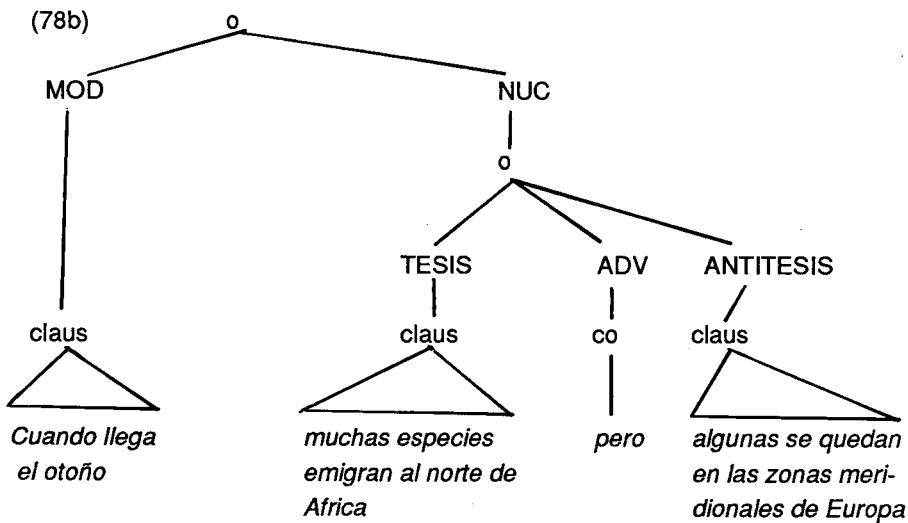 (78b)
o
MOD NUC
o
TESIS ADV ANTITESIS
claus claus co claus
Cuando llega
el otoño
muchas especies
emigran al norte de
Africa
pero
algunas se quedan
en las zonas meri-
dionales de Europa